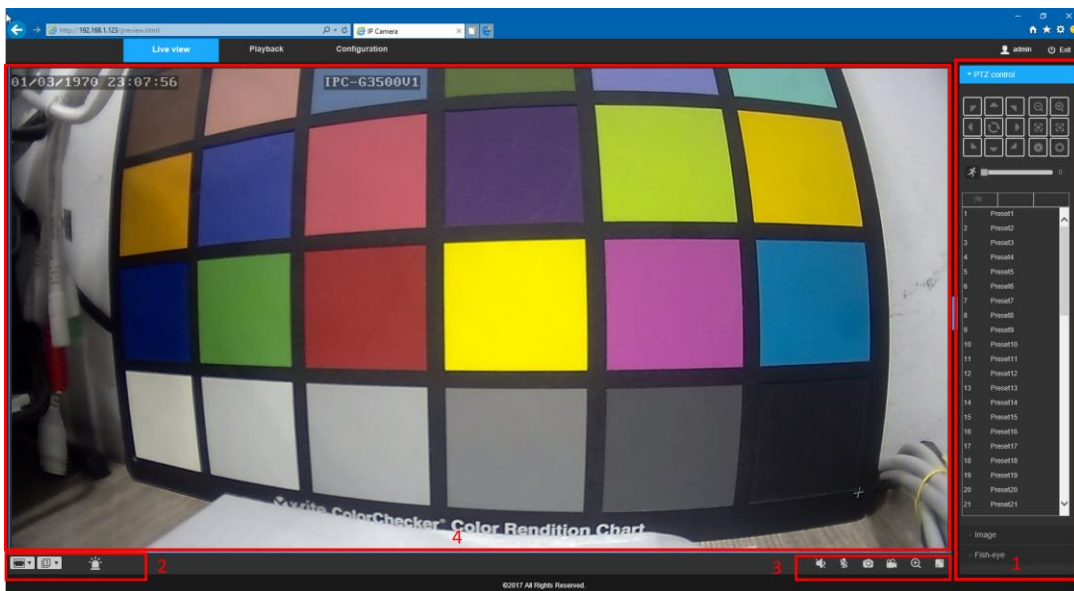 http://192.168.1.123/preview.html
IP Camera
Live view Playback Configuration
admin Exit
01/03/1970 23:07:56
IPC-G3500V1
PTZ control
0
1 Preset1
2 Preset2
3 Preset3
4 Preset4
5 Preset5
6 Preset6
7 Preset7
8 Preset8
9 Preset9
10 Preset10
11 Preset11
12 Preset12
13 Preset13
14 Preset14
15 Preset15
16 Preset16
17 Preset17
18 Preset18
19 Preset19
20 Preset20
21 Preset21
x-rite ColorChecker® Color Rendition Chart
4
Image
Fish-eye
1
2
3
©2017 All Rights Reserved.